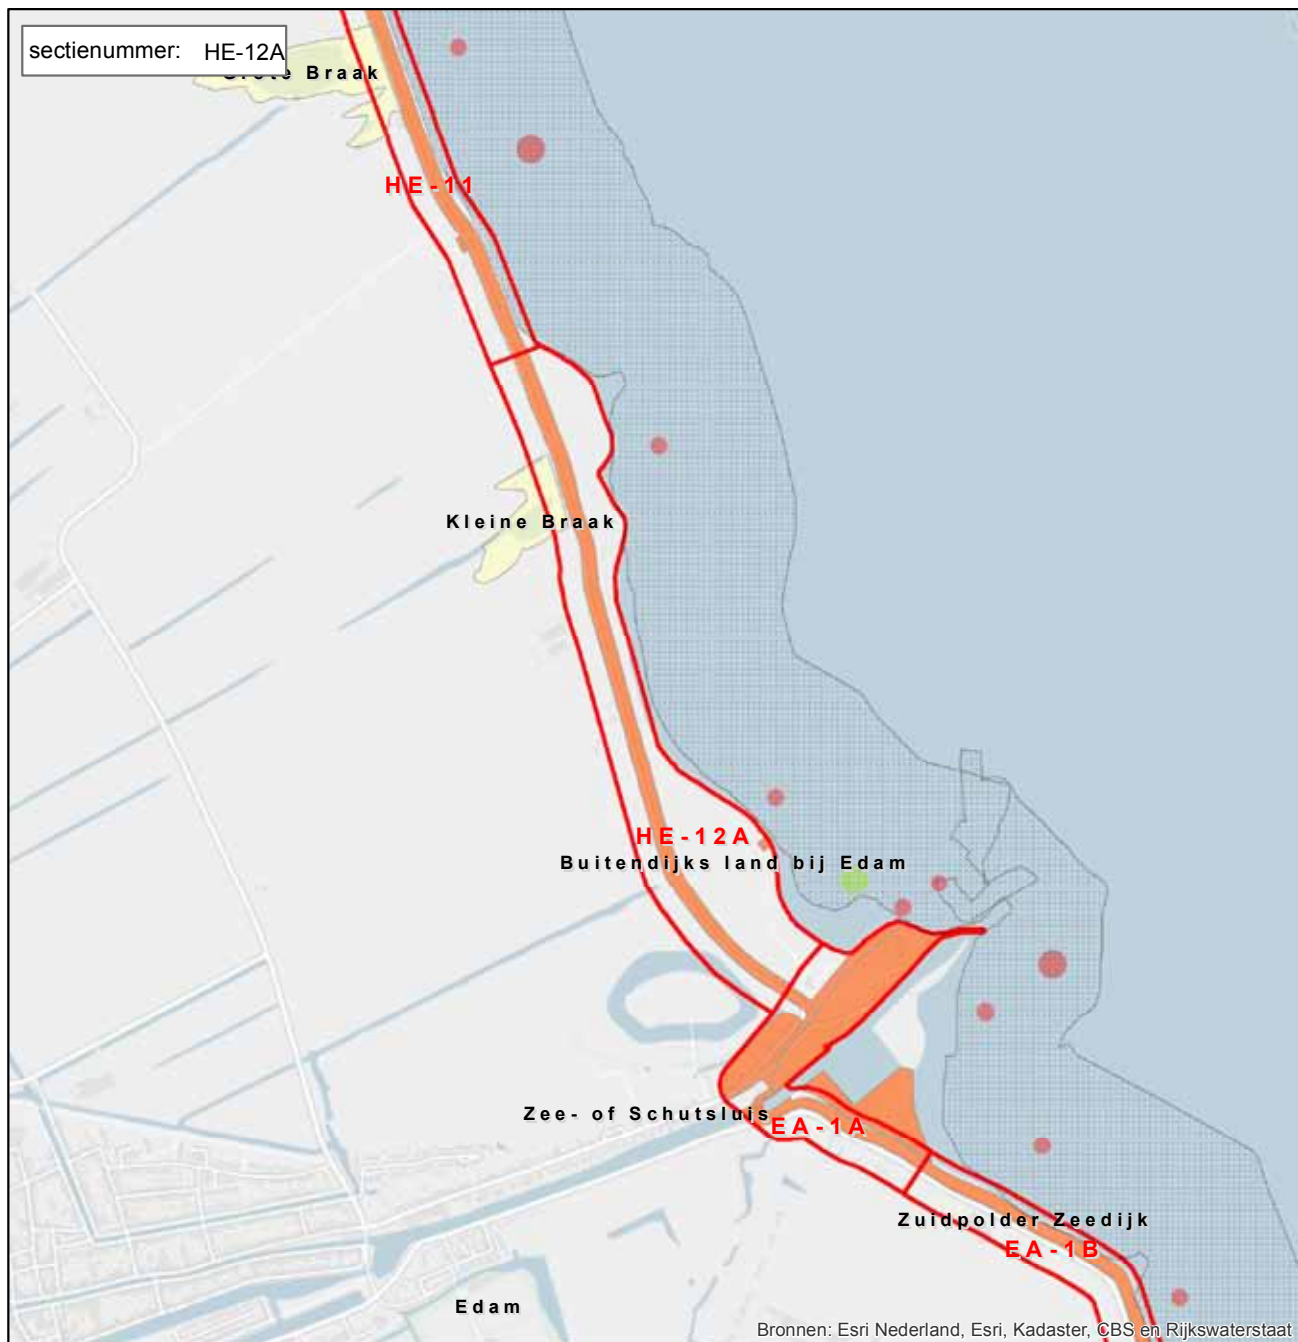 sectienummer: HE-12A
Grote Braak
HE-11
Kleine Braak
HE-12A
Buitendijks land bij Edam
Zee- of Schutsluis
EA-1A
Zuidpolder Zeedijk
EA-1B
Edam
Bronnen: Esri Nederland, Esri, Kadaster, CBS en Rijkswaterstaat